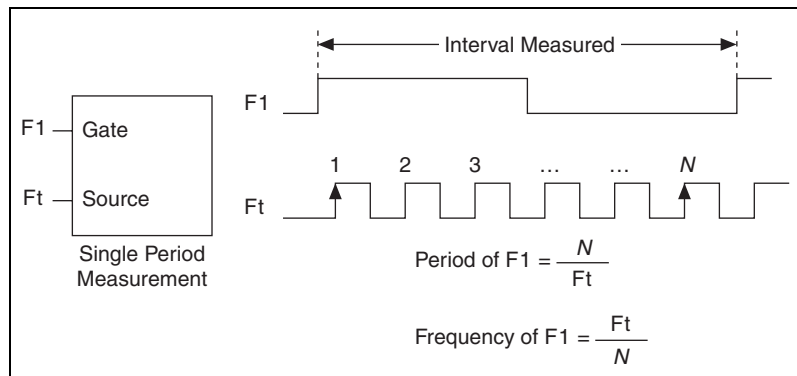 Interval Measured
F1
F1
Gate
1 2 3 ... ... N
Ft
Source
Ft
Single Period
Measurement
Period of F1 = N
Ft
Frequency of F1 = Ft
N